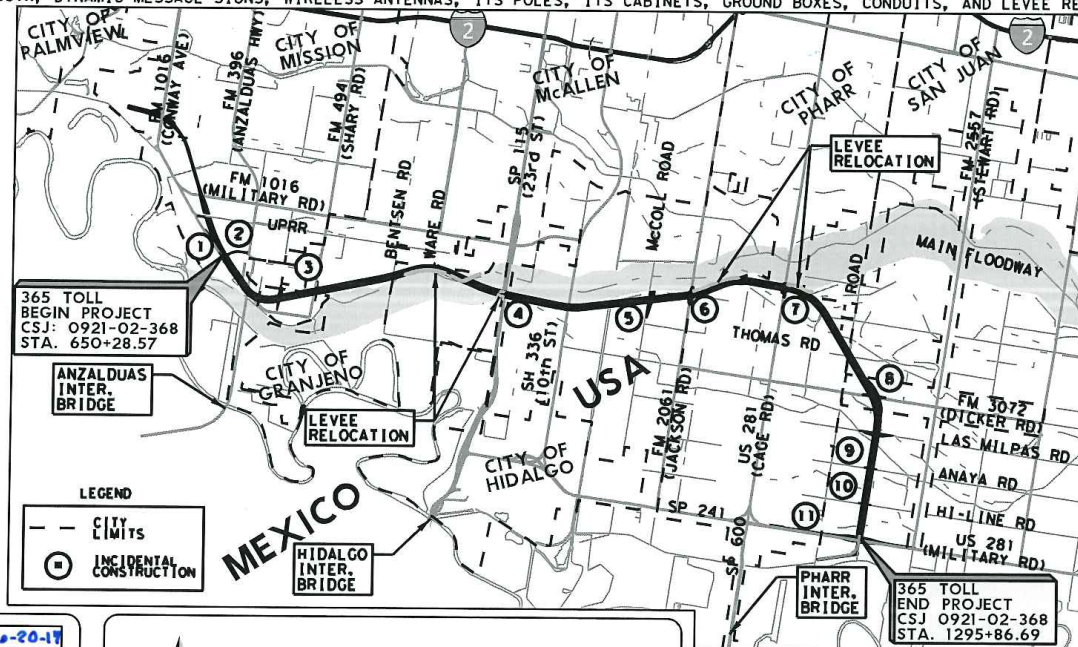 DYNAMIC MESSAGE SIGNS, WIRELESS ANTENNAS, ITS POLES, ITS CABINETS, GROUND BOXES, CONDUITS, AND LEVEE RE
CITY OF
PALMVIEW
FM 1016
(CONWAY AVE)
FM 396
(ANZALDUAS HWY)
CITY OF
MISSION
FM 494
(SHARY RD)
2
CITY OF
McALLEN
SP 115
(23rd ST)
McCOLL ROAD
CITY OF
PHARR
CITY OF
SAN JUAN
2
FM 2557
(STEWART RD)
LEVEE
RELOCATION
FM 1016
(MILITARY RD)
UPRR
BENTSEN RD
WARE RD
MAIN FLOODWAY
ROAD
1
2
3
4
5
6
7
8
9
10
11
365 TOLL
BEGIN PROJECT
CSJ: 0921-02-368
STA. 650+28.57
ANZALDUAS
INTER.
BRIDGE
CITY OF
GRANJENO
LEVEE
RELOCATION
SH 336
(10th ST)
USA
THOMAS RD
FM 2061
(JACKSON RD)
US 281
(CAGE RD)
FM 3072
(DICKER RD)
LAS MILPAS RD
ANAYA RD
HI-LINE RD
US 281
(MILITARY RD)
CITY OF
HIDALGO
SP 241
SP 600
MEXICO
HIDALGO
INTER.
BRIDGE
PHARR
INTER.
BRIDGE
365 TOLL
END PROJECT
CSJ 0921-02-368
STA. 1295+86.69
LEGEND
CITY
LIMITS
INCIDENTAL
CONSTRUCTION